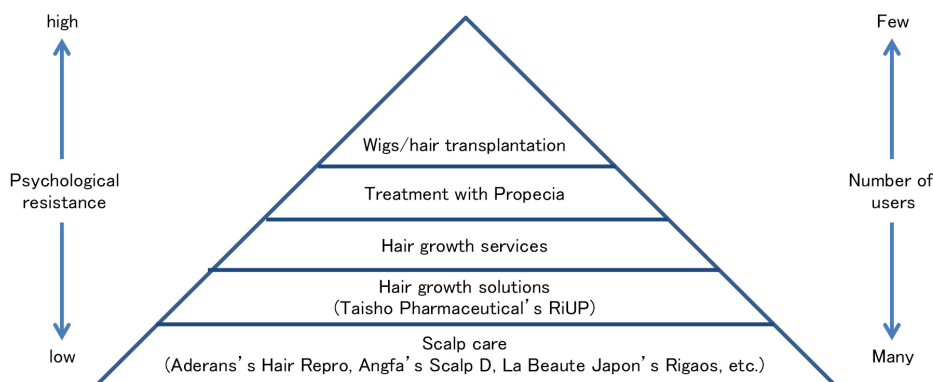 high
Few
Wigs/hair transplantation
Psychological
resistance
Treatment with Propecia
Number of
users
Hair growth services
Hair growth solutions
(Taisho Pharmaceutical's RiUP)
low
Scalp care
Many
(Aderans's Hair Repro, Angfa's Scalp D, La Beaute Japon's Rigaos, etc.)